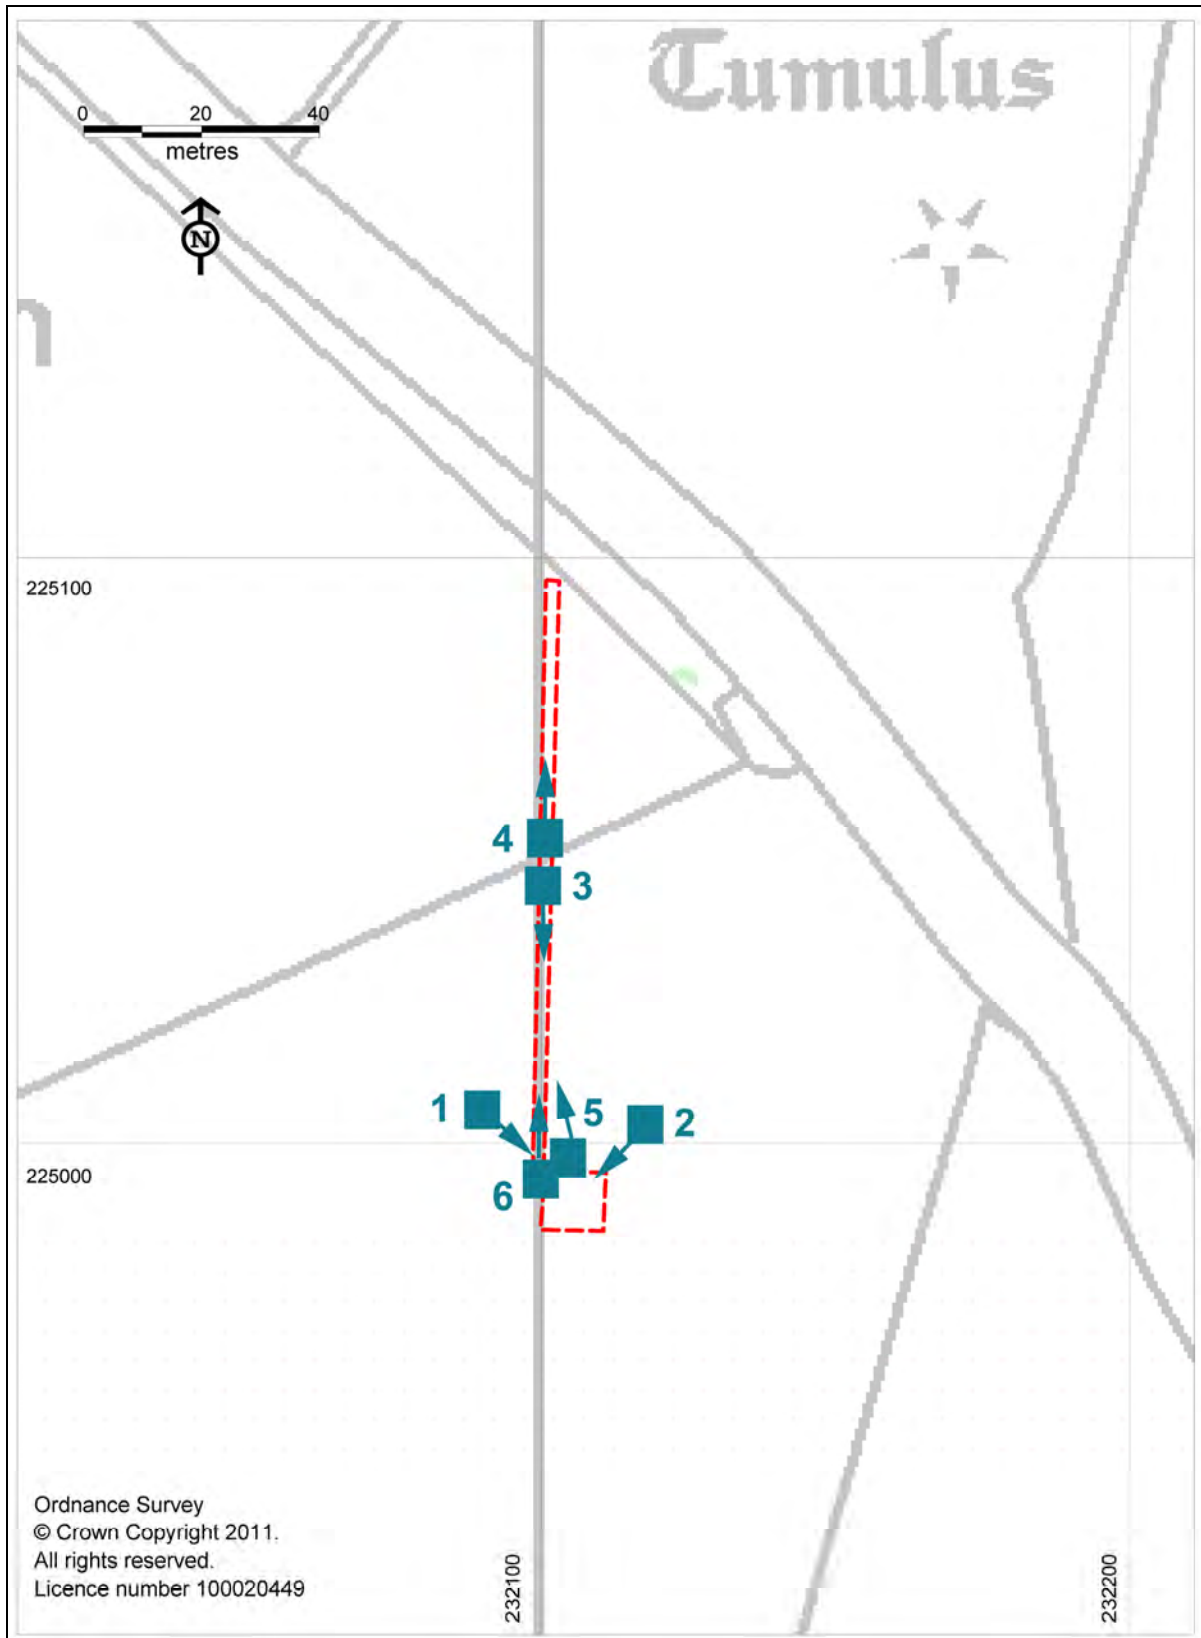 Tumulus
0 20 40
metres
N
n
225100
4
3
1
5
2
225000
6
Ordnance Survey
© Crown Copyright 2011.
All rights reserved.
Licence number 100020449
232100
232200